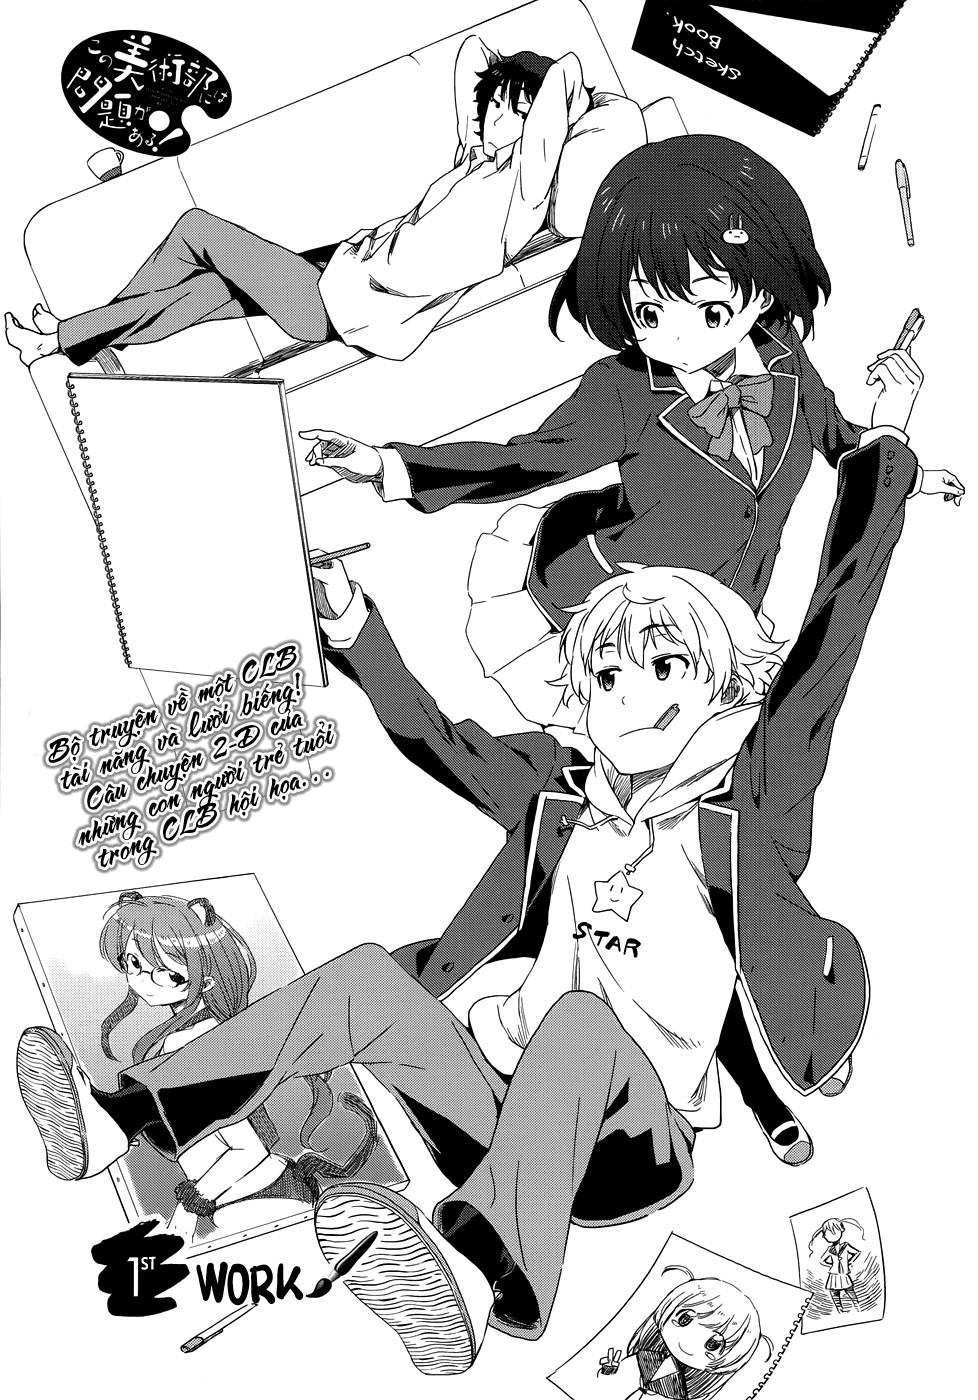 Sketch
Book.
この美術部には
問題がある!
Bộ truyện về một CLB
tài năng và lười biếng!
Câu chuyện 2-D của
những con người trẻ tuổi
trong CLB hội họa...
STAR
1ST
WORK